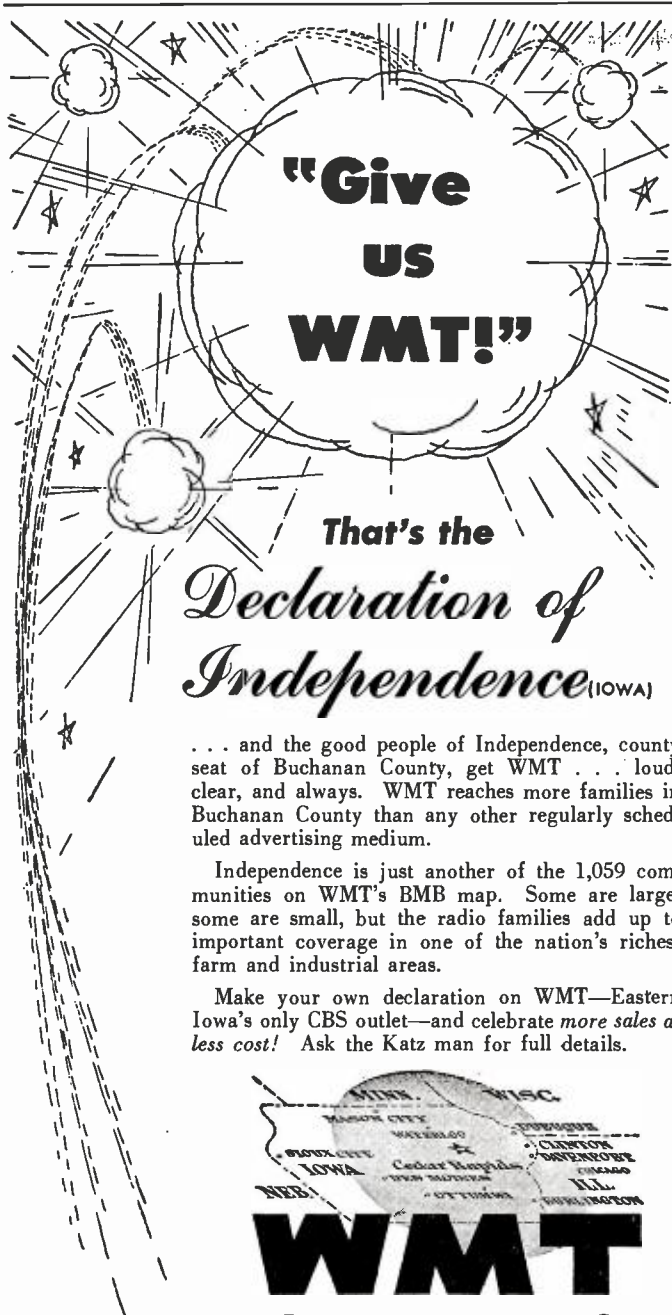 "Give
us
WMT!"
That's the
Declaration of
Independence (IOWA)
. . . and the good people of Independence, county
seat of Buchanan County, get WMT . . . loud,
clear, and always. WMT reaches more families in
Buchanan County than any other regularly sched
uled advertising medium.
Independence is just another of the 1,059 com
munities on WMT's BMB map. Some are large
some are small, but the radio families add up to
important coverage in one of the nation's riches
farm and industrial areas.
Make your own declaration on WMT—Eastern
Iowa's only CBS outlet—and celebrate more sales a
less cost! Ask the Katz man for full details.
MINN. WISC.
MASON CITY
WATERLOO DUBUQUE
CLINTON
SIOUX CITY DAVENPORT
IOWA Cedar Rapids CHICAGO
DES MOINES ILL.
NEB. OTTUMWA BURLINGTON
WMT